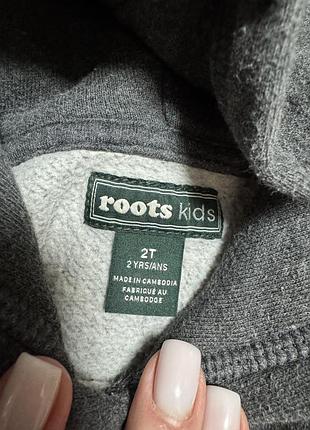 roots kids
2T
2 YRS/ANS
MADE IN CAMBODIA
FABRIQUÉ AU
CAMBODGE